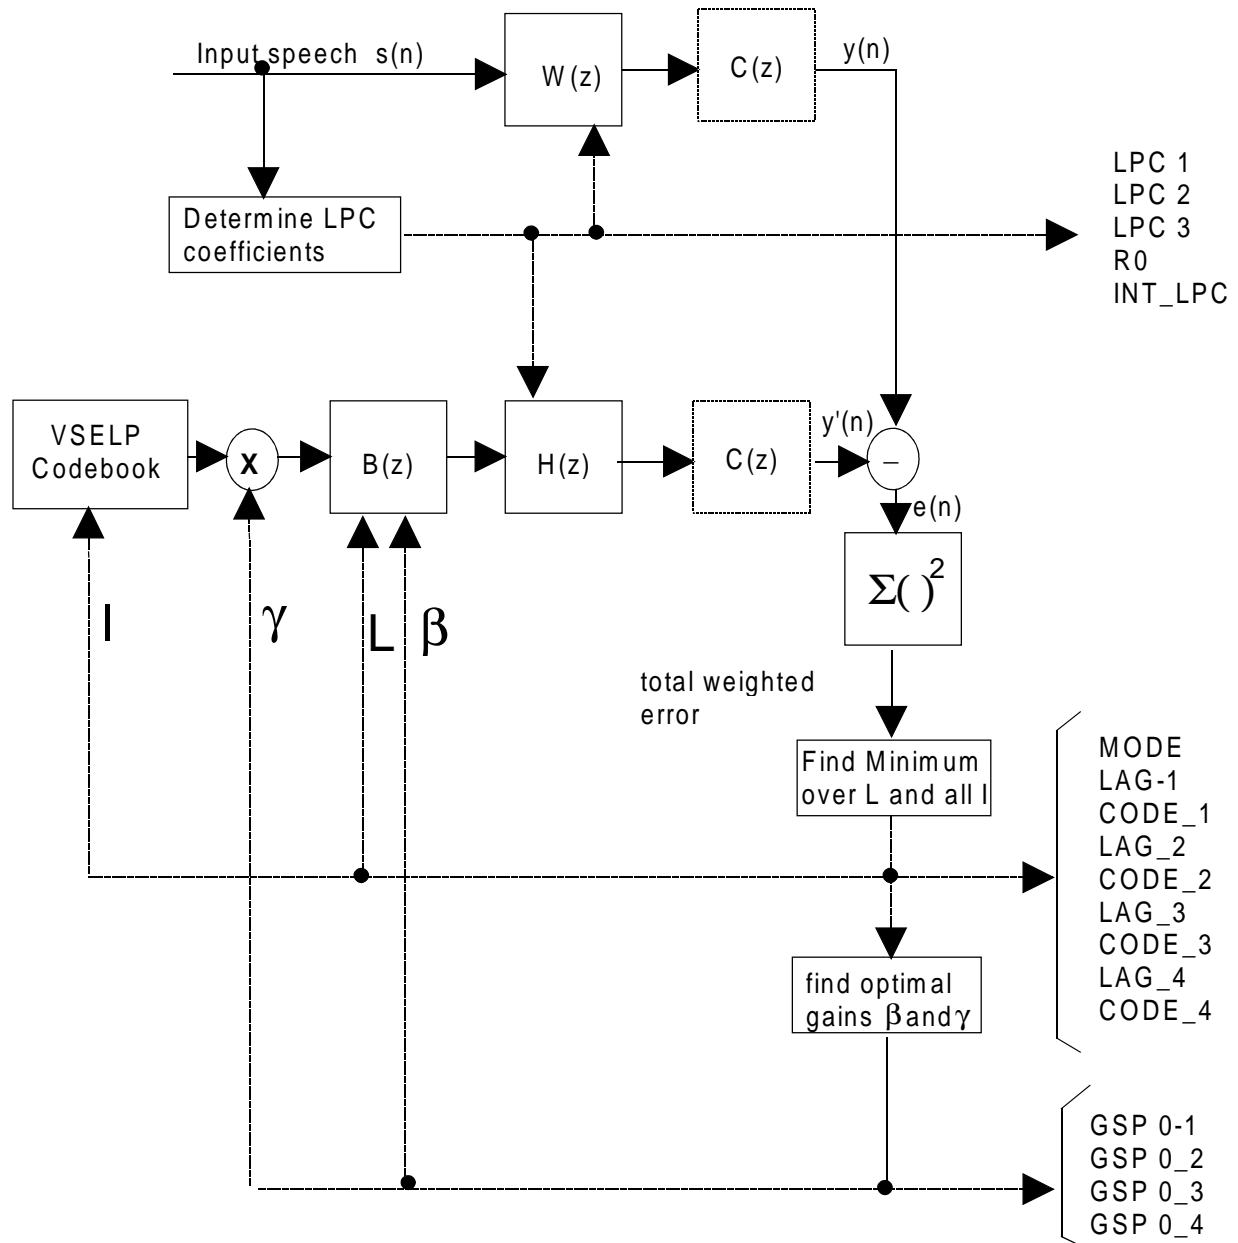 Input speech s(n)
W(z)
C(z)
y(n)
Determine LPC
coefficients
LPC 1
LPC 2
LPC 3
R0
INT_LPC
VSELP
Codebook
X
B(z)
H(z)
C(z)
y'(n)
–
e(n)
Σ( )²
I
γ
L
β
total weighted
error
Find Minimum
over L and all I
MODE
LAG-1
CODE_1
LAG_2
CODE_2
LAG_3
CODE_3
LAG_4
CODE_4
find optimal
gains β and γ
GSP 0-1
GSP 0_2
GSP 0_3
GSP 0_4